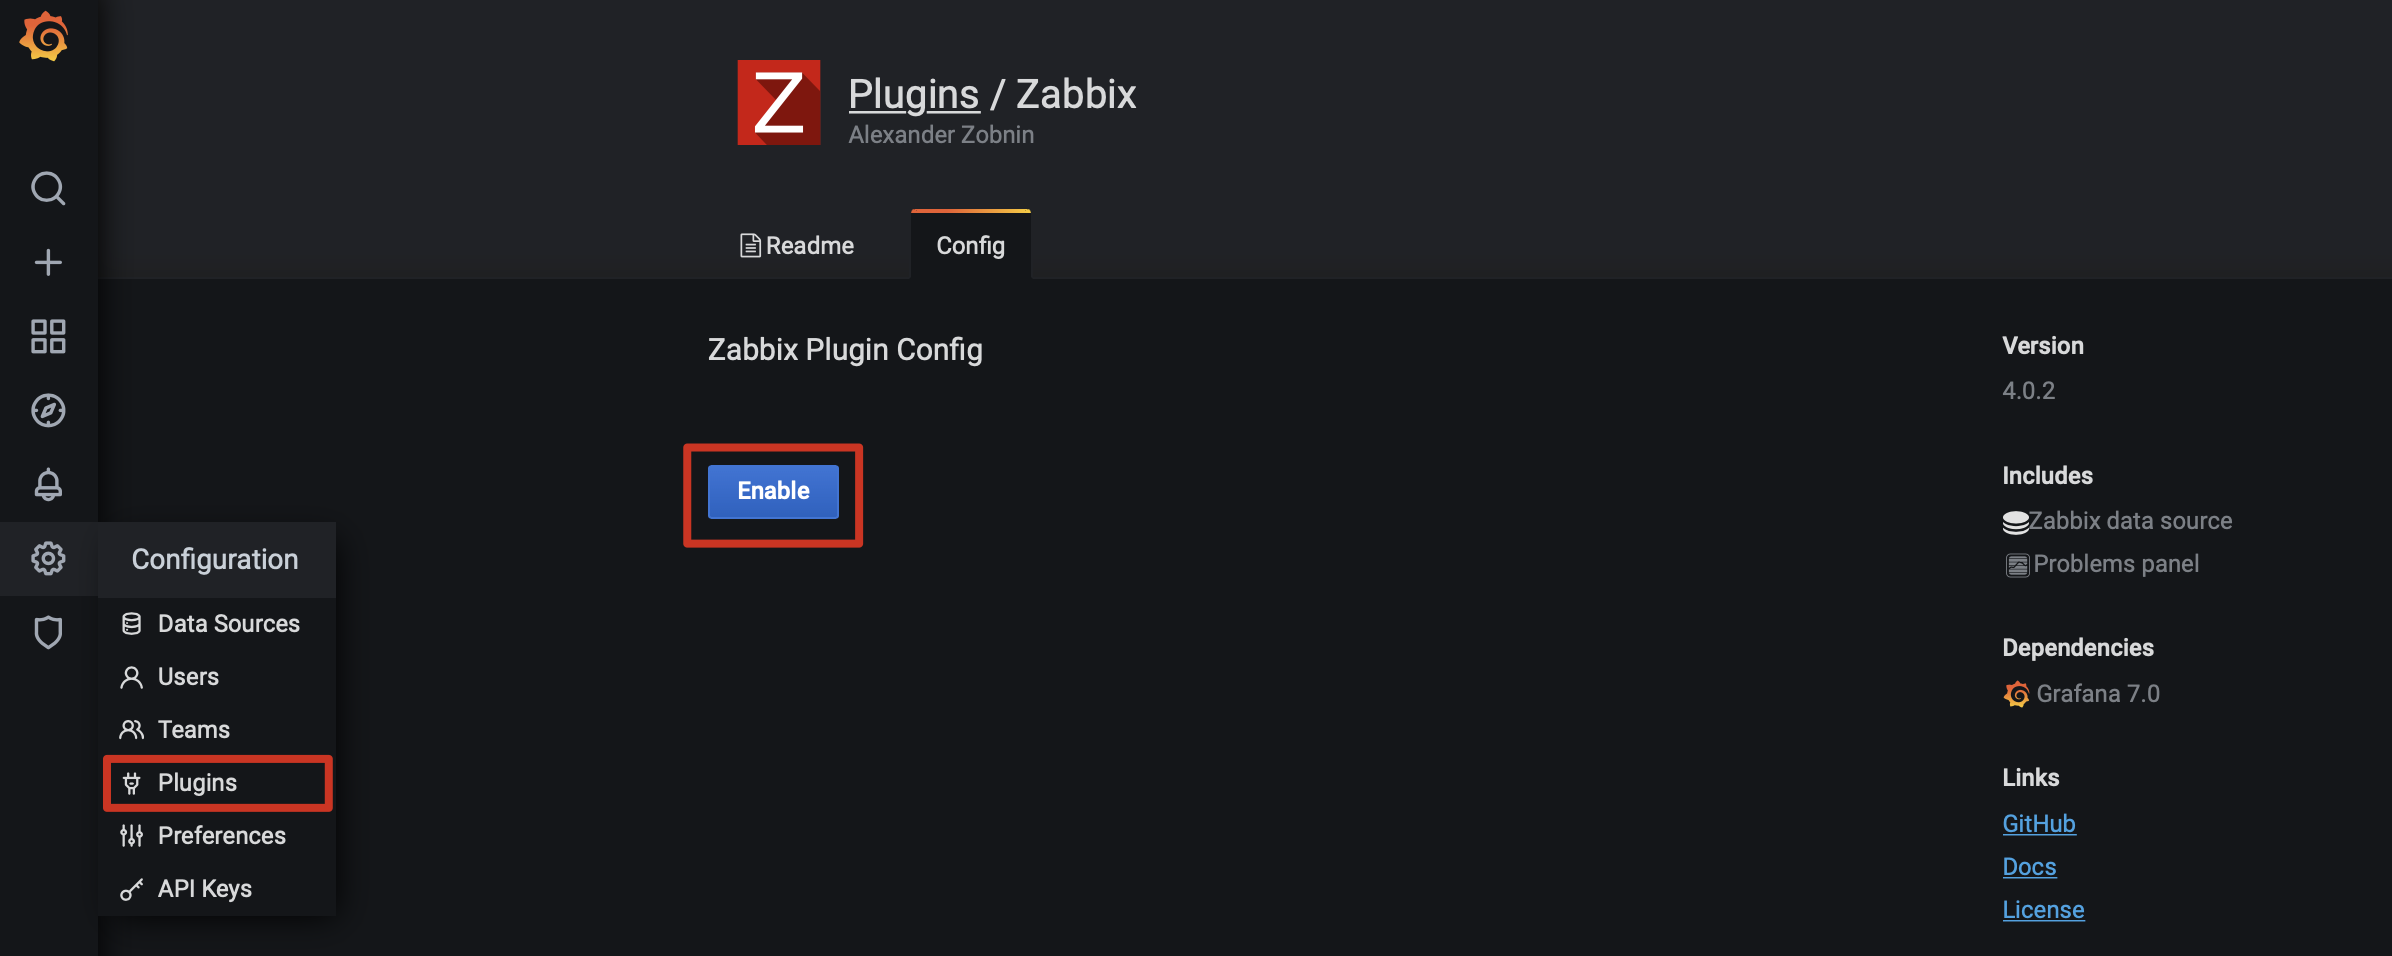 Z
Plugins / Zabbix
Alexander Zobnin
Readme
Config
Zabbix Plugin Config
Enable
Configuration
Data Sources
Users
Teams
Plugins
Preferences
API Keys
Version
4.0.2
Includes
Zabbix data source
Problems panel
Dependencies
Grafana 7.0
Links
GitHub
Docs
License